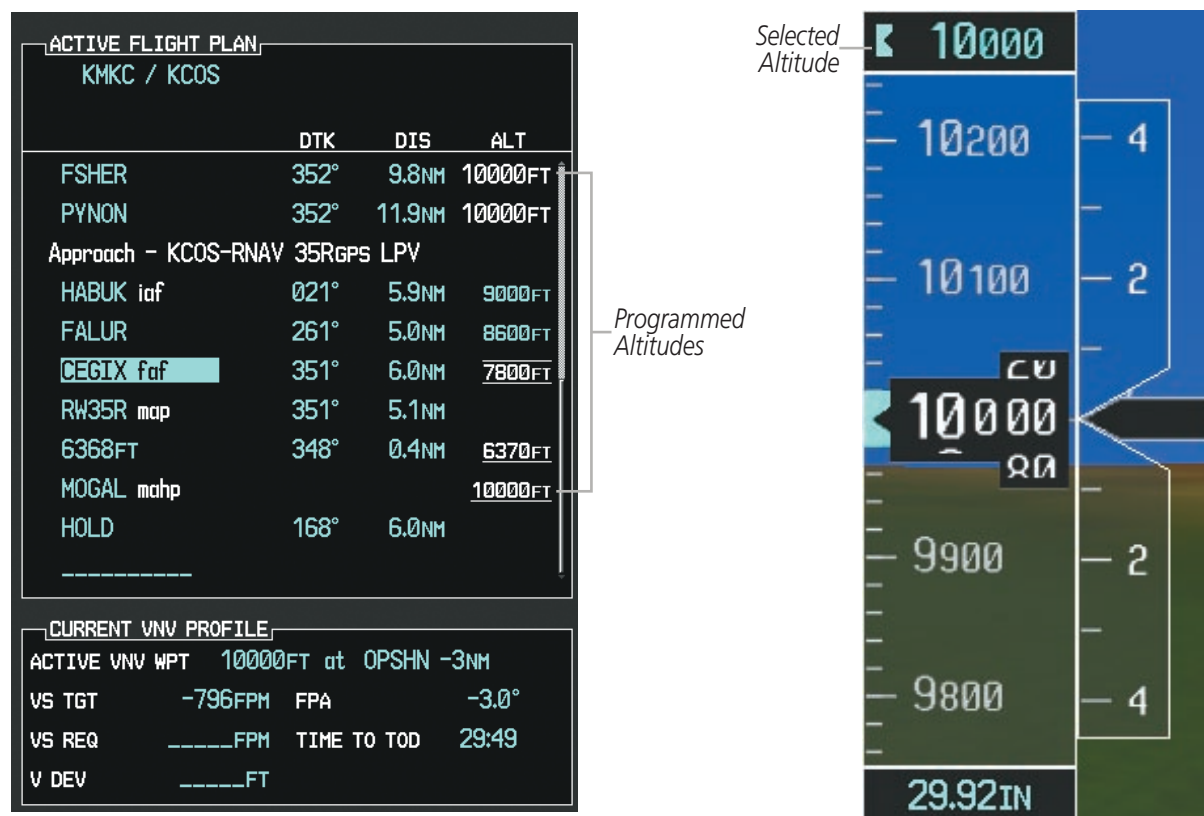 ACTIVE FLIGHT PLAN
KMKC / KCOS
DTK DIS ALT
FSHER 352° 9.8NM 10000FT
PYNON 352° 11.9NM 10000FT
Approach – KCOS-RNAV 35RGPS LPV
HABUK iaf 021° 5.9NM 9000FT
FALUR 261° 5.0NM 8600FT
CEGIX faf 351° 6.0NM 7800FT
RW35R map 351° 5.1NM
6368FT 348° 0.4NM 6370FT
MOGAL mahp 10000FT
HOLD 168° 6.0NM
__________
CURRENT VNV PROFILE
ACTIVE VNV WPT 10000FT at OPSHN -3NM
VS TGT -796FPM FPA -3.0°
VS REQ _____FPM TIME TO TOD 29:49
V DEV _____FT
Programmed
Altitudes
Selected
Altitude
10000
10200
10100
10000
80
9900
9800
4
2
2
4
29.92IN